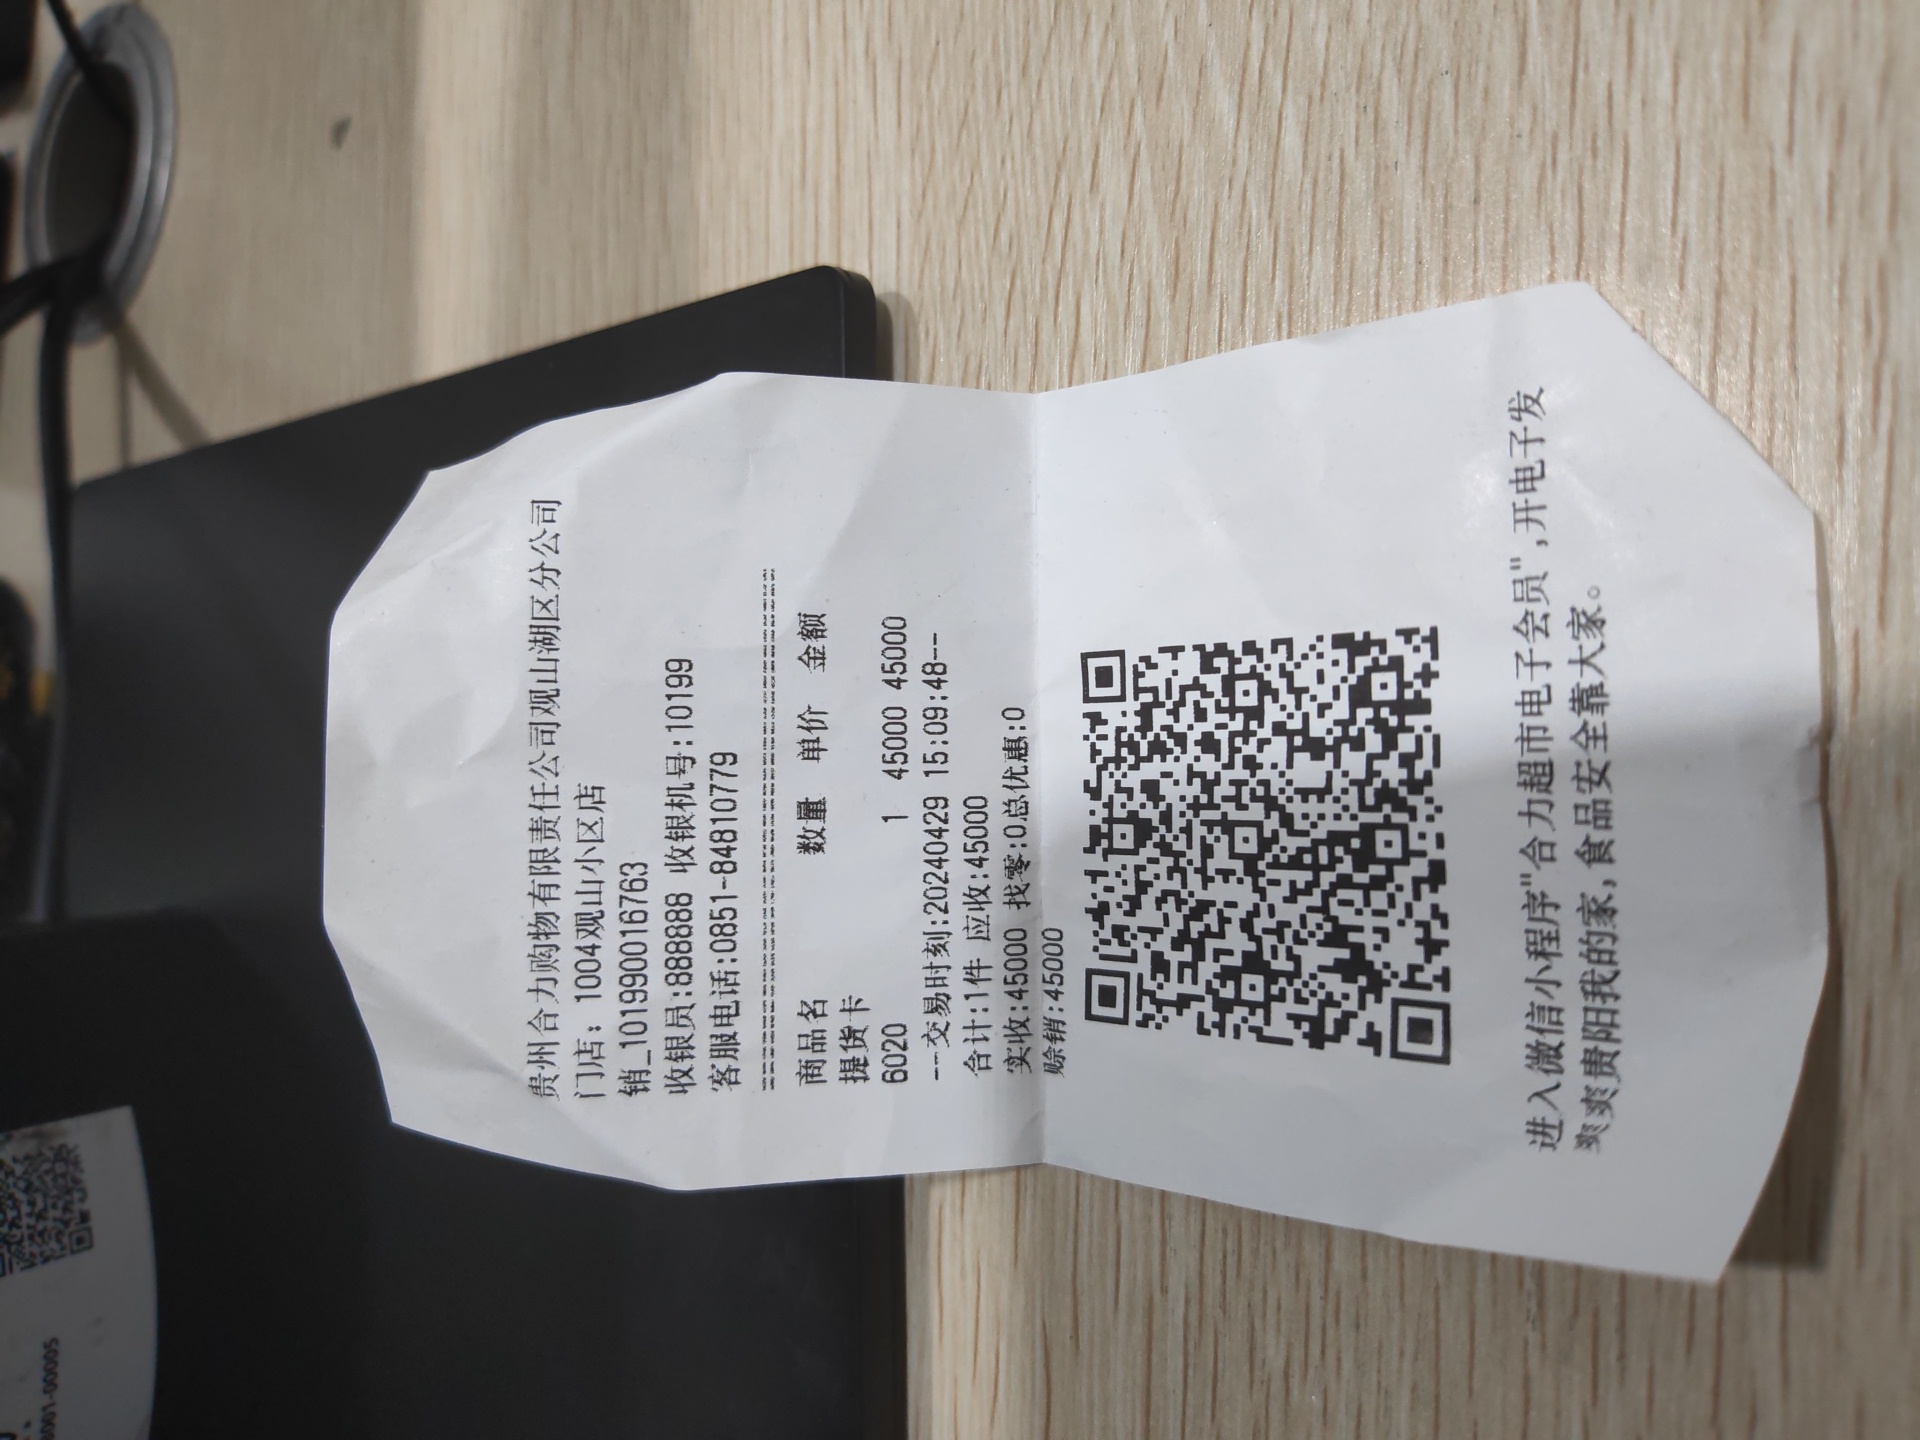 贵州合力购物有限责任公司观山湖区分公司
门店：1004观山小区店
销_101990016763
收银员:888888 收银机号:10199
客服电话:0851-84810779
商品名 数量 单价 金额
提货卡
6020 1 45000 45000
--交易时刻:20240429 15:09:48--
合计:1件 应收:45000
实收:45000 找零:0总优惠:0
赊销:45000
进入微信小程序"合力超市电子会员",开电子发
爽爽贵阳我的家,食品安全靠大家。
0001-00005